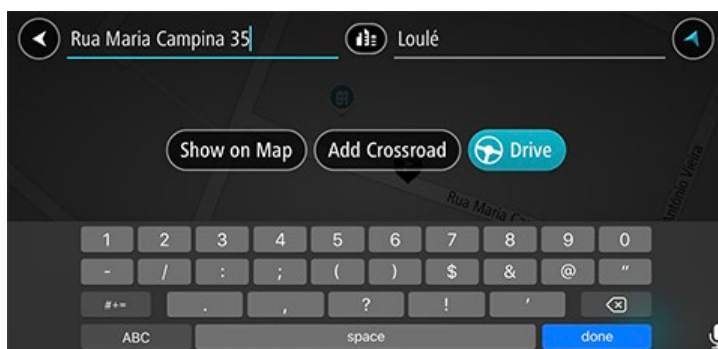 Rua Maria Campina 35 Loulé
Show on Map Add Crossroad Drive
Rua Maria Ca
António Vieira
1 2 3 4 5 6 7 8 9 0
- / : ; ( ) $ & @ "
#+= . , ? ! '
ABC space done